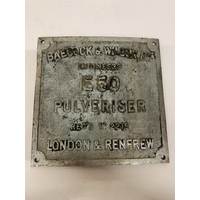 BABCOCK & WILCOX LTD
ENGINEERS
E50
PULVERISER
LONDON & RENFREW